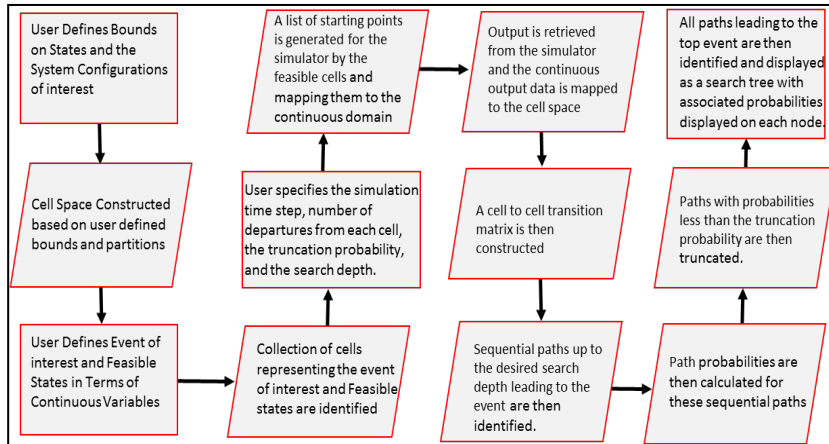 User Defines Bounds
on States and the
System Configurations
of interest
Cell Space Constructed
based on user defined
bounds and partitions
User Defines Event of
interest and Feasible
States in Terms of
Continuous Variables
Collection of cells
representing the event
of interest and Feasible
states are identified
User specifies the simulation
time step, number of
departures from each cell,
the truncation probability,
and the search depth.
A list of starting points
is generated for the
simulator by the
feasible cells and
mapping them to the
continuous domain
Output is retrieved
from the simulator
and the continuous
output data is mapped
to the cell space
A cell to cell transition
matrix is then
constructed
Sequential paths up to
the desired search
depth leading to the
event are then
identified.
Path probabilities are
then calculated for
these sequential paths
Paths with probabilities
less than the truncation
probability are then
truncated.
All paths leading to the
top event are then
identified and displayed
as a search tree with
associated probabilities
displayed on each node.